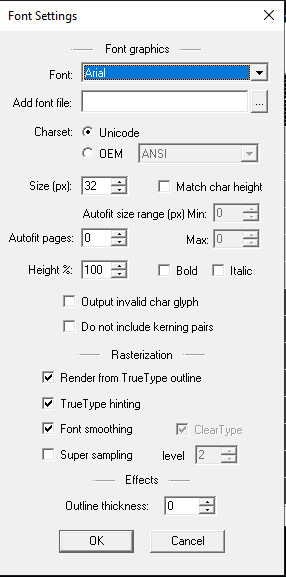 Font Settings
Font graphics
Font: Arial
Add font file: ...
Charset: Unicode
OEM ANSI
Size (px): 32 Match char height
Autofit size range (px) Min: 0
Autofit pages: 0 Max: 0
Height %: 100 Bold Italic
Output invalid char glyph
Do not include kerning pairs
Rasterization
Render from TrueType outline
TrueType hinting
Font smoothing ClearType
Super sampling level 2
Effects
Outline thickness: 0
OK Cancel